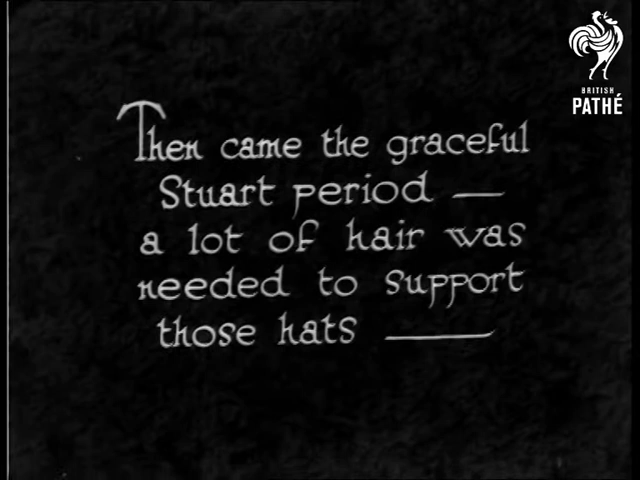 BRITISH
PATHÉ
Then came the graceful
Stuart period —
a lot of hair was
needed to support
those hats ——